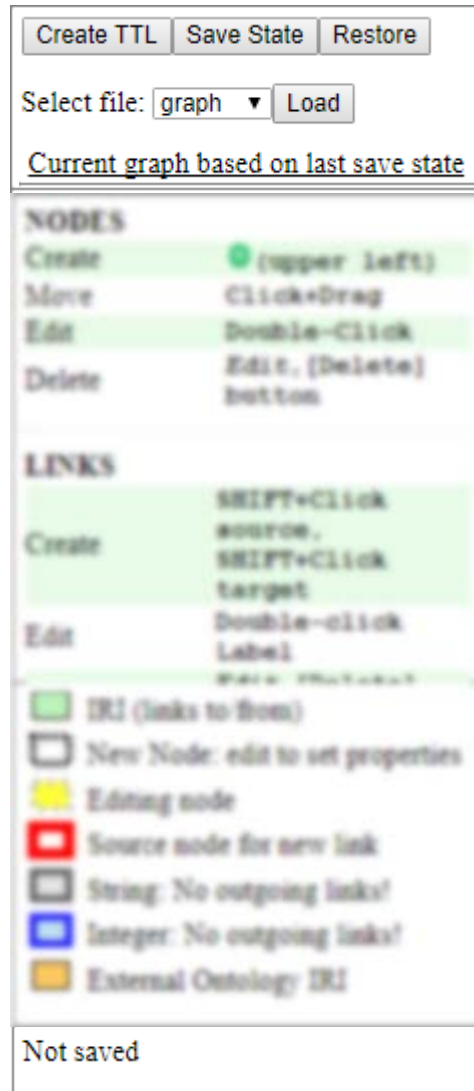 Create TTL Save State Restore
Select file: graph Load
Current graph based on last save state
NODES
Create (upper left)
Move Click+Drag
Edit Double-Click
Delete Edit, [Delete]
button
LINKS
SHIFT+Click
source,
Create SHIFT+Click
target
Edit Double-click
Label
Edit, [Delete]
IRI (links to/from)
New Node: edit to set properties
Editing node
Source node for new link
String: No outgoing links!
Integer: No outgoing links!
External Ontology IRI
Not saved